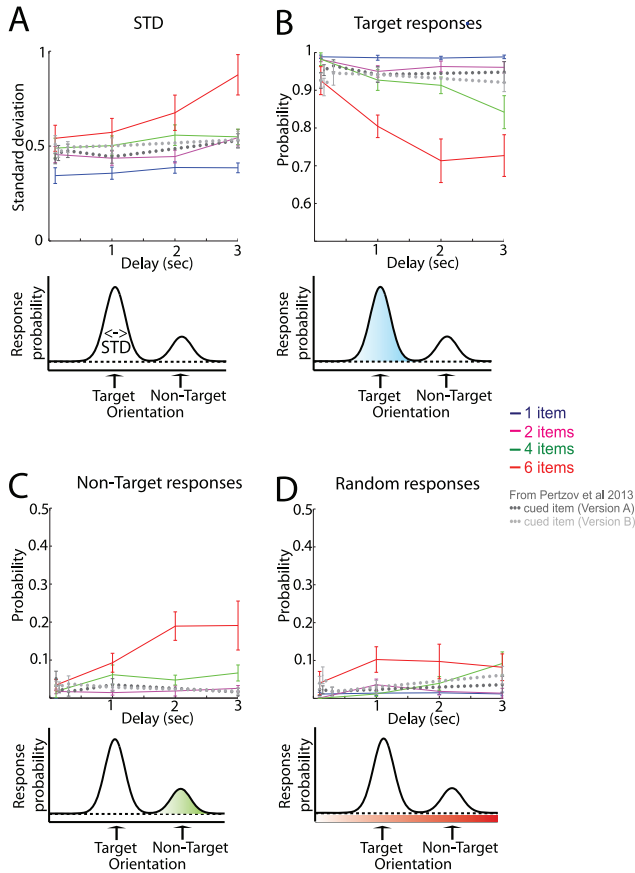 A
STD
1
0.5
0
Standard deviation
1
2
3
Delay (sec)
Response
probability
<->
STD
Target
Non-Target
Orientation
B
Target responses
1
0.9
0.8
0.7
0.6
Probability
1
2
3
Delay (sec)
Response
probability
Target
Non-Target
Orientation
1 item
2 items
4 items
6 items
From Pertzov et al 2013
cued item (Version A)
cued item (Version B)
C
Non-Target responses
0.5
0.4
0.3
0.2
0.1
Probability
1
2
3
Delay (sec)
Response
probability
Target
Non-Target
Orientation
D
Random responses
0.5
0.4
0.3
0.2
0.1
Probability
1
2
3
Delay (sec)
Response
probability
Target
Non-Target
Orientation